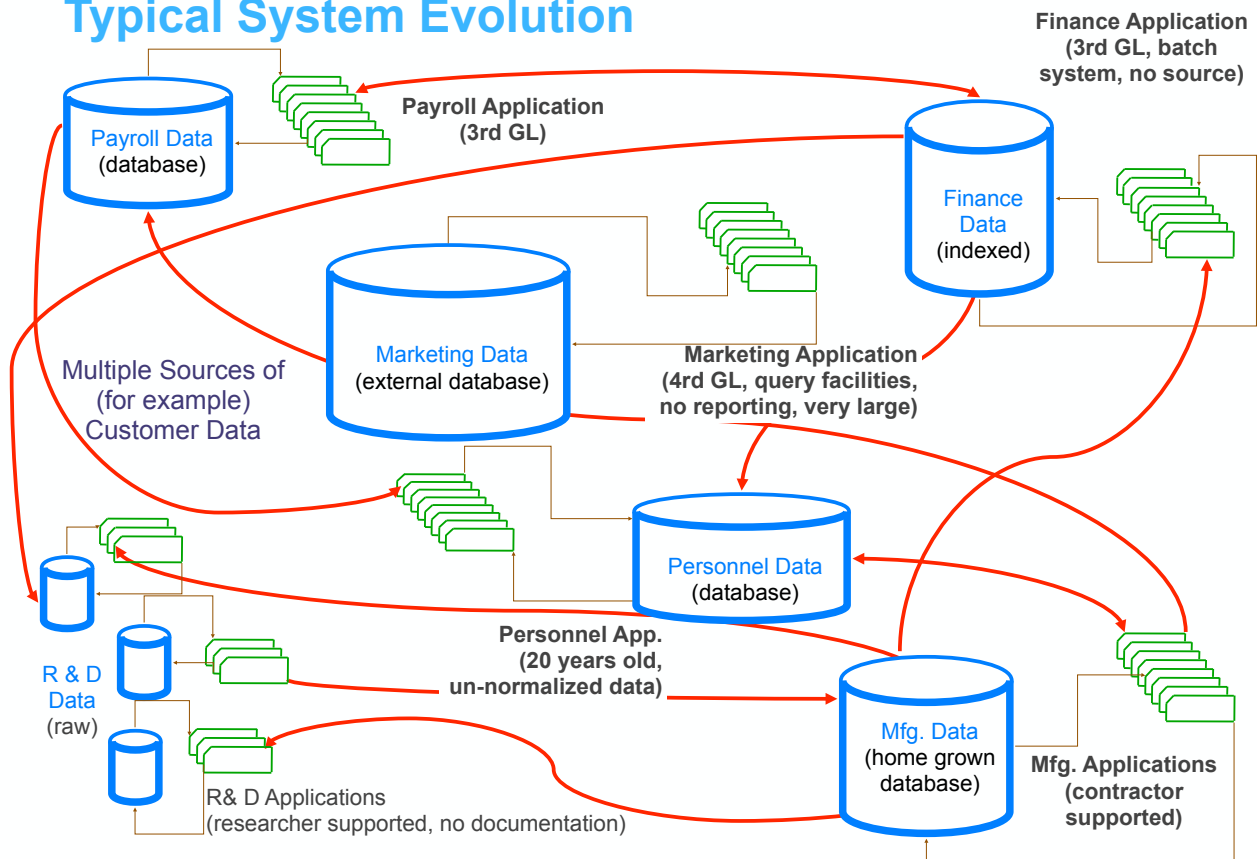 Typical System Evolution
Finance Application
(3rd GL, batch
system, no source)
Payroll Application
(3rd GL)
Payroll Data
(database)
Finance
Data
(indexed)
Marketing Data
(external database)
Marketing Application
(4rd GL, query facilities,
no reporting, very large)
Multiple Sources of
(for example)
Customer Data
Personnel Data
(database)
Personnel App.
(20 years old,
un-normalized data)
R & D
Data
(raw)
Mfg. Data
(home grown
database)
Mfg. Applications
(contractor
supported)
R& D Applications
(researcher supported, no documentation)